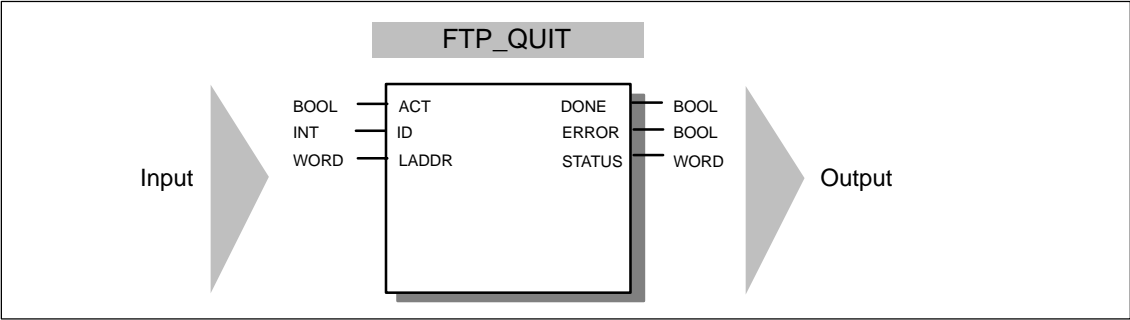 FTP_QUIT
BOOL ACT DONE BOOL
INT ID ERROR BOOL
WORD LADDR STATUS WORD
Input Output